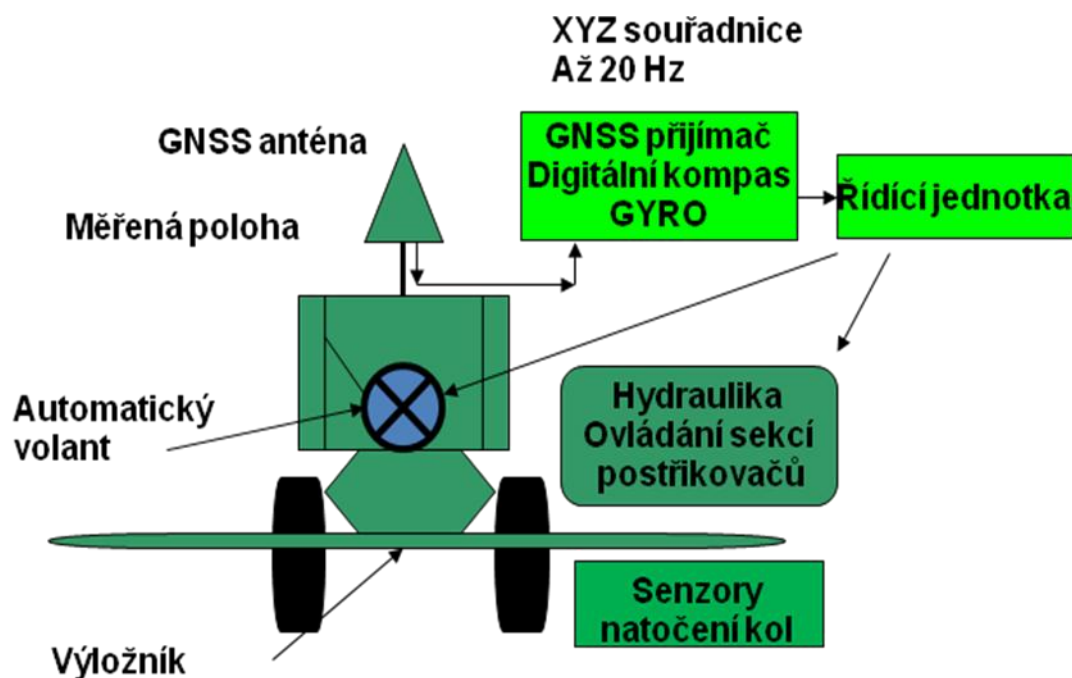 XYZ souřadnice
Až 20 Hz
GNSS anténa
GNSS přijímač
Digitální kompas
GYRO
Řídící jednotka
Měřená poloha
Automatický
volant
Hydraulika
Ovládání sekcí
postřikovačů
Senzory
natočení kol
Výložník